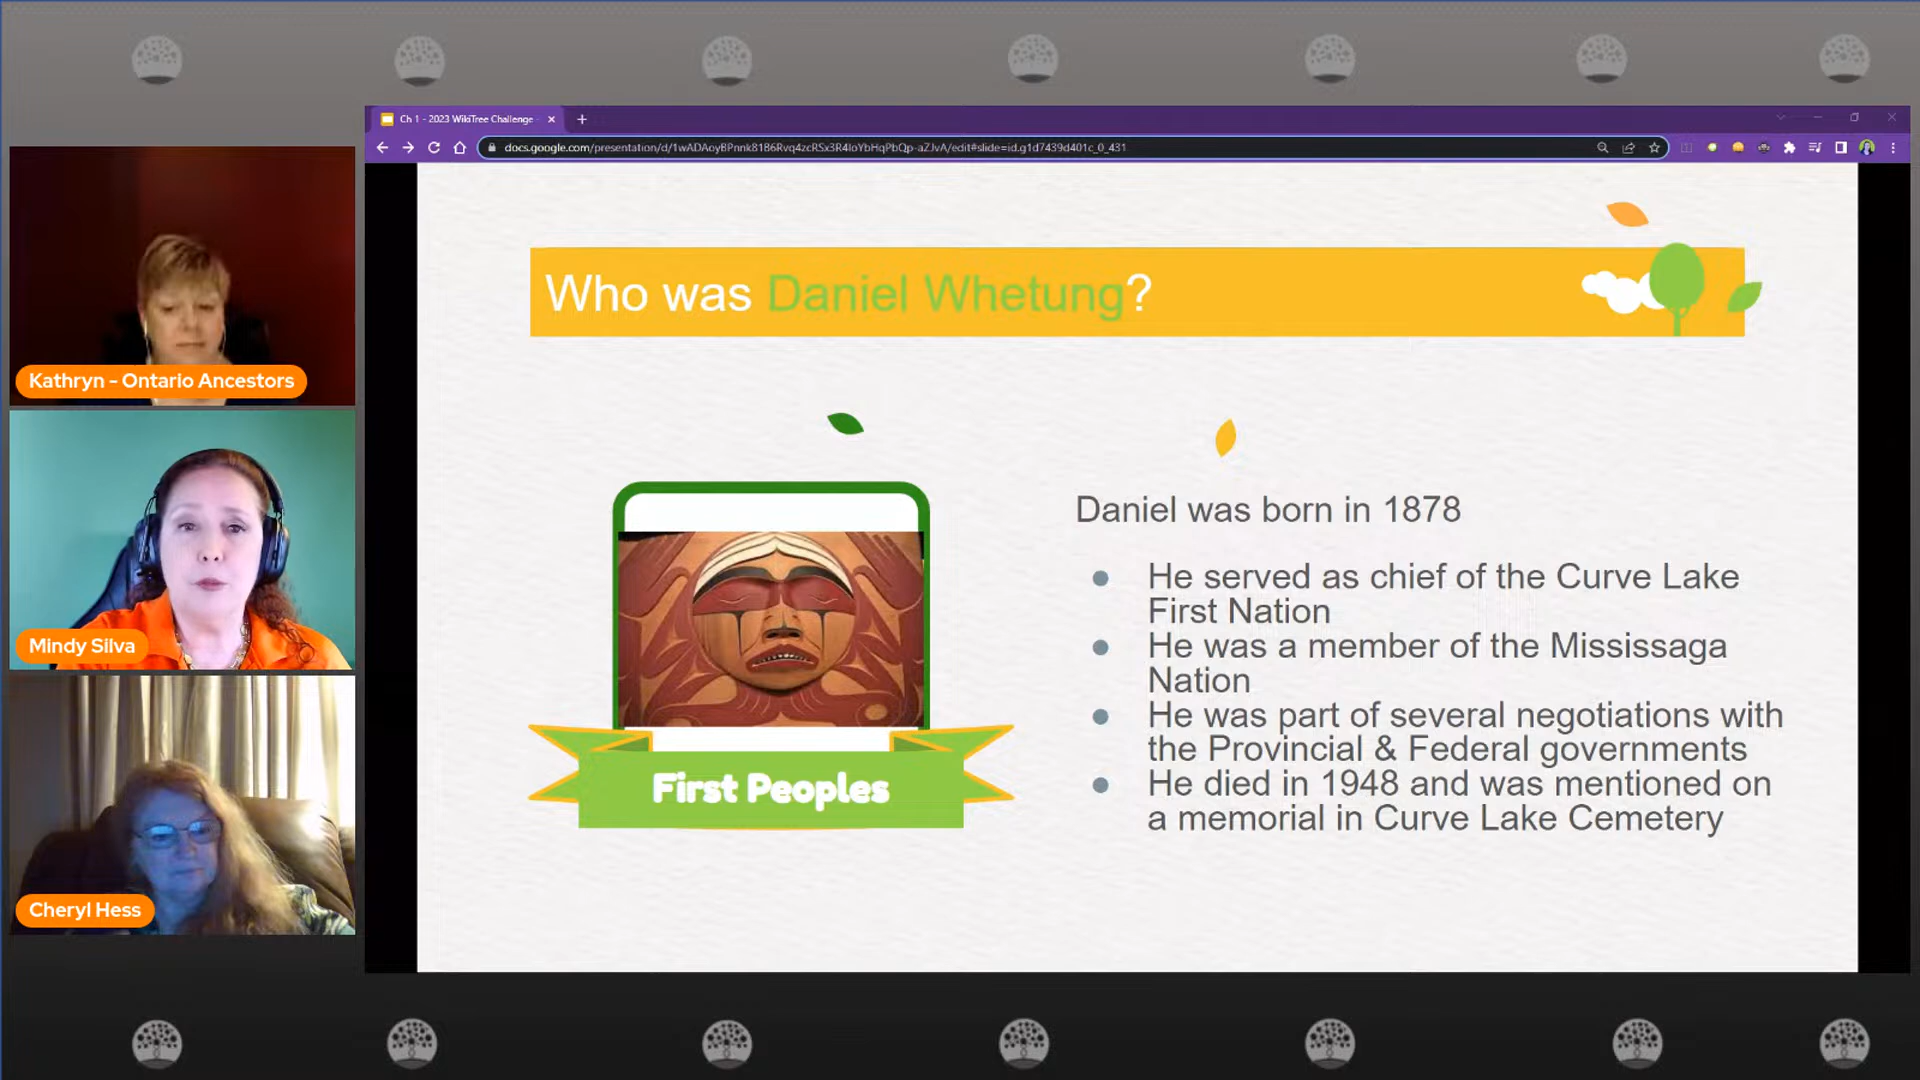 Ch 1 - 2023 WildTree Challenge -
docs.google.com/presentation/d/1wADAoyBPnnk81B6Rvq4zcRSx3R4IoYbHqPbQp-aZJvA/edit#slide=id.g1d7439d401c_0_431
Who was Daniel Whetung?
Kathryn - Ontario Ancestors
Mindy Silva
Cheryl Hess
First Peoples
Daniel was born in 1878
● He served as chief of the Curve Lake
First Nation
● He was a member of the Mississaga
Nation
● He was part of several negotiations with
the Provincial & Federal governments
● He died in 1948 and was mentioned on
a memorial in Curve Lake Cemetery